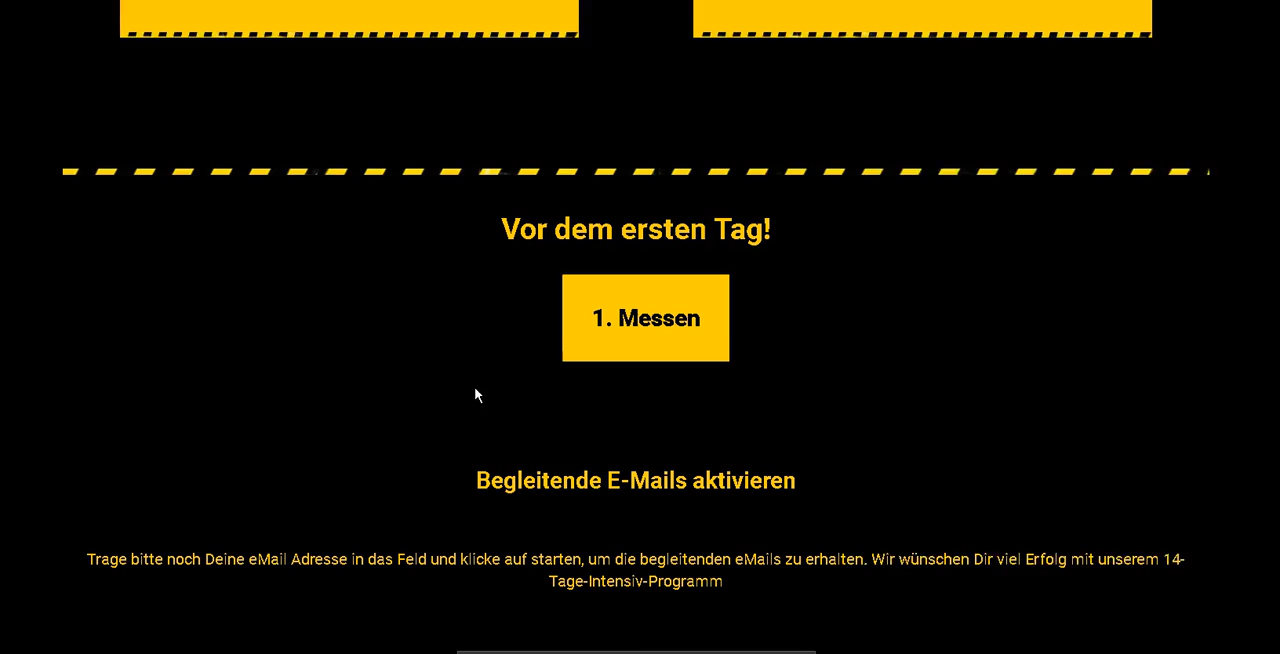 Vor dem ersten Tag!
1. Messen
Begleitende E-Mails aktivieren
Trage bitte noch Deine eMail Adresse in das Feld und klicke auf starten, um die begleitenden eMails zu erhalten. Wir wünschen Dir viel Erfolg mit unserem 14-
Tage-Intensiv-Programm